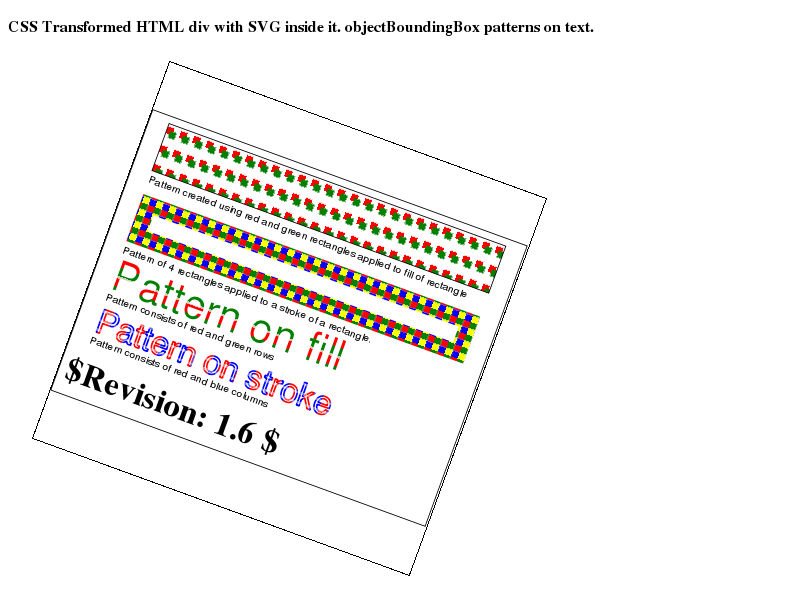 CSS Transformed HTML div with SVG inside it. objectBoundingBox patterns on text.
Pattern created using red and green rectangles applied to fill of rectangle
Pattern of 4 rectangles applied to a stroke of a rectangle.
Pattern on fill
Pattern consists of red and green rows
Pattern on stroke
Pattern consists of red and blue columns
$Revision: 1.6 $